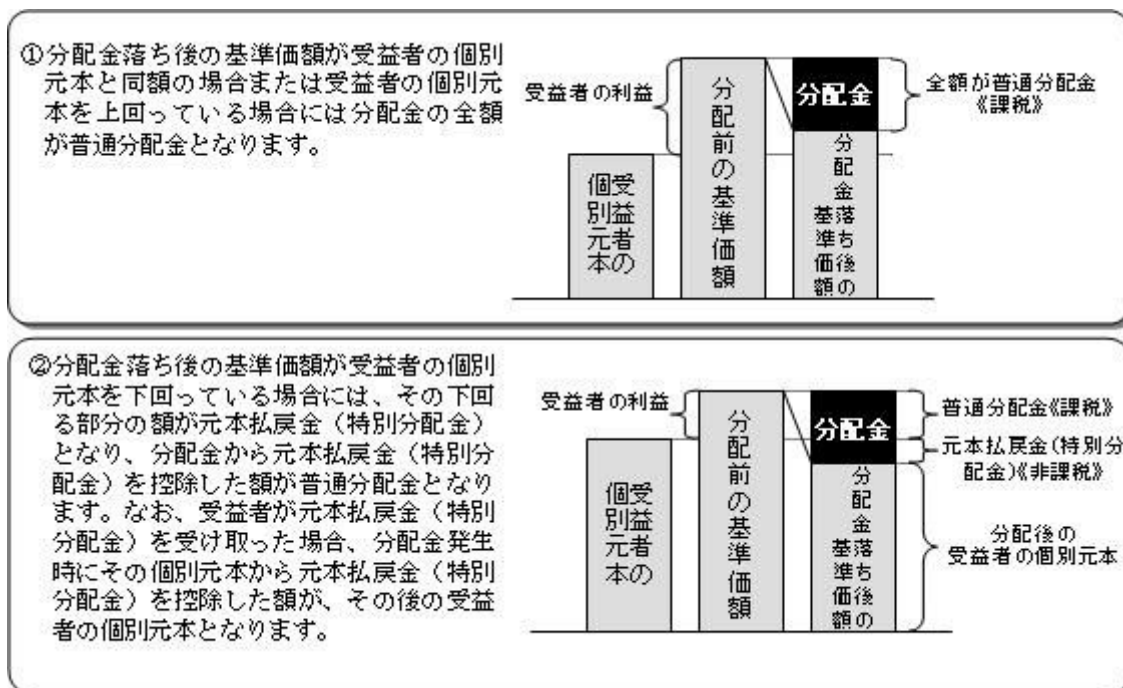 ①分配金落ち後の基準価額が受益者の個別
元本と同額の場合または受益者の個別元
本を上回っている場合には分配金の全額
が普通分配金となります。
受益者の利益
受益者の
個別元本
分配前の基準価額
分配金
分配金落ち後の
基準価額
全額が普通分配金
《課税》
②分配金落ち後の基準価額が受益者の個別
元本を下回っている場合には、その下回
る部分の額が元本払戻金（特別分配金）
となり、分配金から元本払戻金（特別分
配金）を控除した額が普通分配金となり
ます。なお、受益者が元本払戻金（特別
分配金）を受け取った場合、分配金発生
時にその個別元本から元本払戻金（特別
分配金）を控除した額が、その後の受益
者の個別元本となります。
受益者の利益
受益者の
個別元本
分配前の基準価額
分配金
分配金落ち後の
基準価額
普通分配金《課税》
元本払戻金(特別分
配金)《非課税》
分配後の
受益者の個別元本